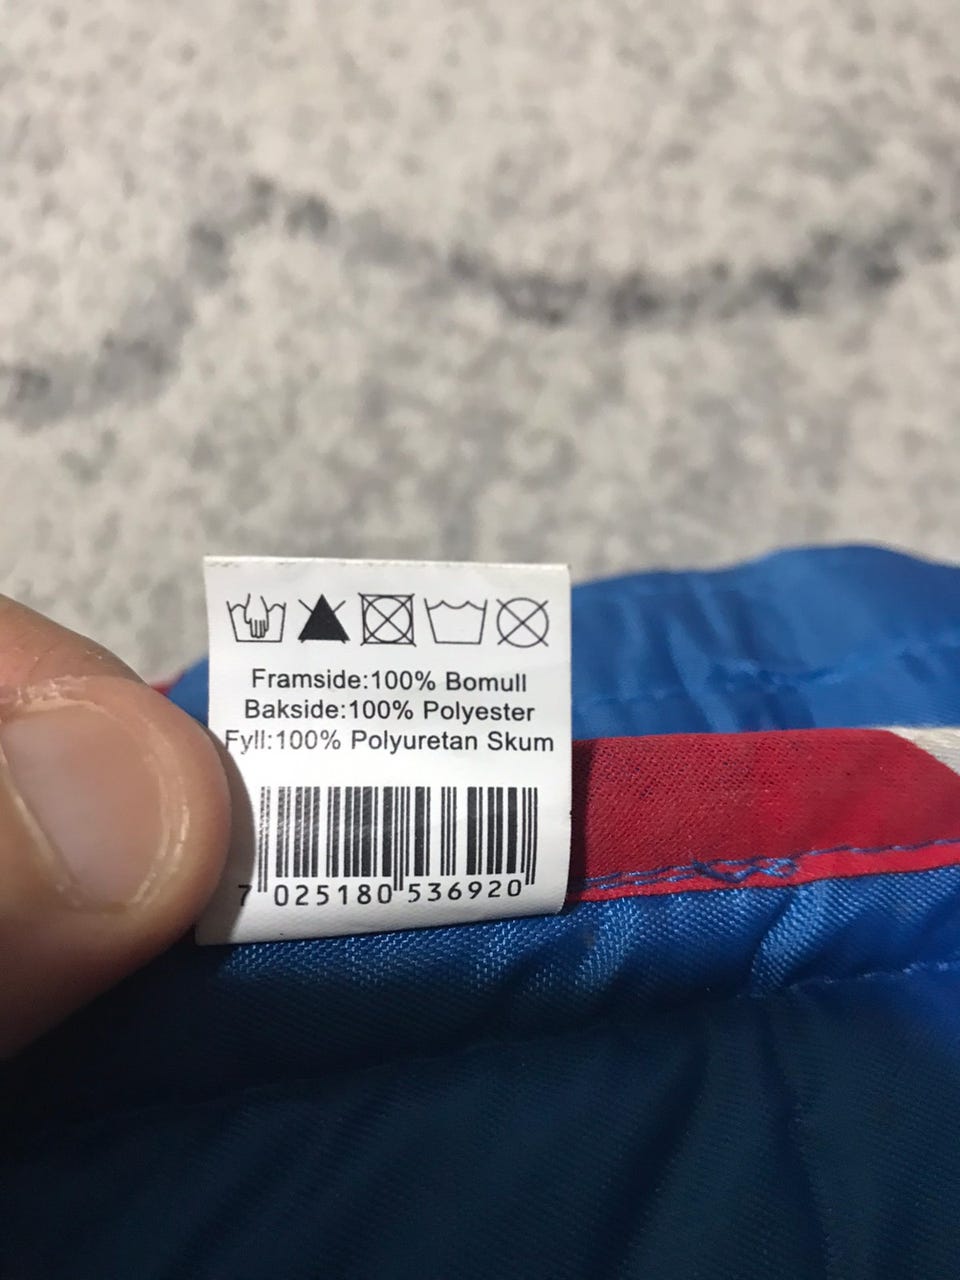 Framside:100% Bomull
Bakside:100% Polyester
Fyll:100% Polyuretan Skum
7 025180 536920